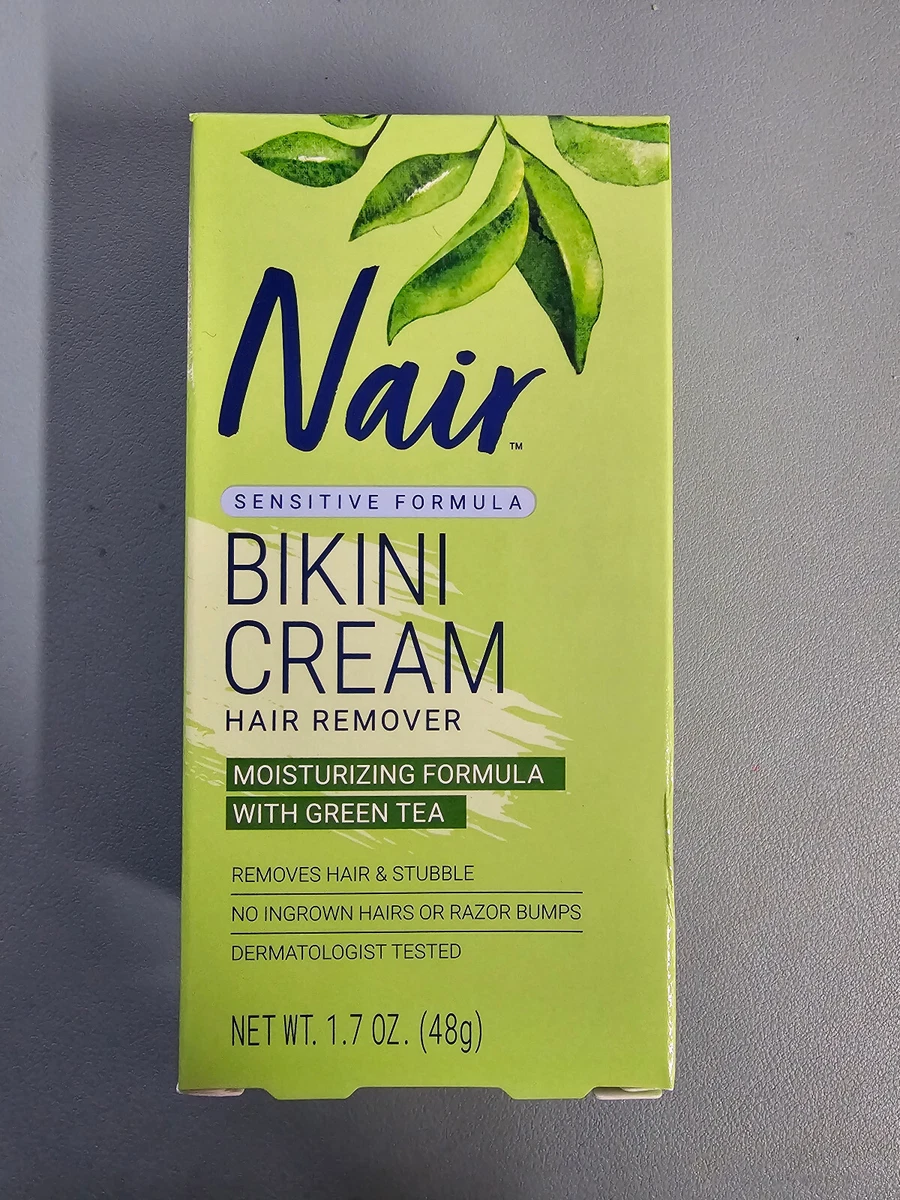 Nair™
SENSITIVE FORMULA
BIKINI
CREAM
HAIR REMOVER
MOISTURIZING FORMULA
WITH GREEN TEA
REMOVES HAIR & STUBBLE
NO INGROWN HAIRS OR RAZOR BUMPS
DERMATOLOGIST TESTED
NET WT. 1.7 OZ. (48g)